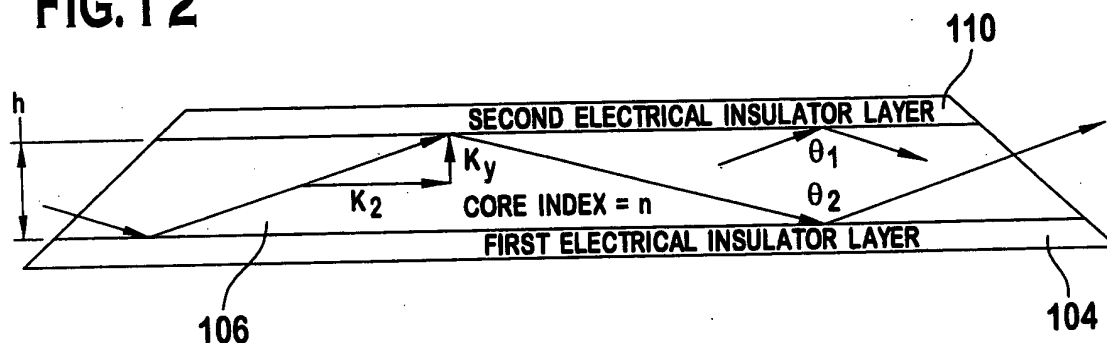 FIG. 12
110
h
SECOND ELECTRICAL INSULATOR LAYER
Ky
θ1
K2
θ2
CORE INDEX = n
FIRST ELECTRICAL INSULATOR LAYER
106
104